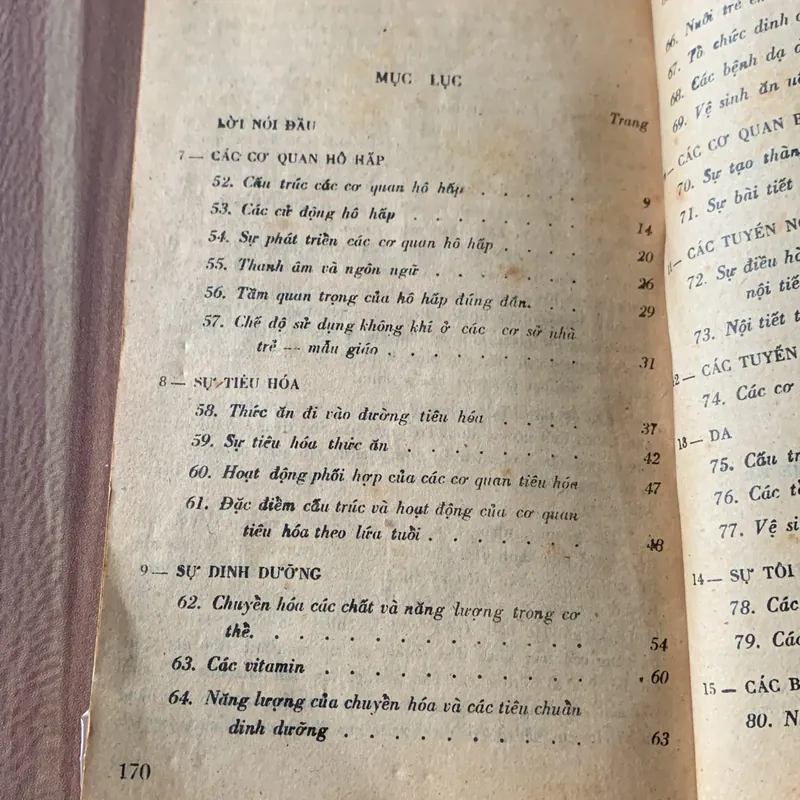 MỤC LỤC
LỜI NÓI ĐẦU Trang
7 — CÁC CƠ QUAN HÔ HẤP
52. Cấu trúc các cơ quan hô hấp . . . . . 9
53. Các cử động hô hấp . . . . . . . . 14
54. Sự phát triển các cơ quan hô hấp . . . . 20
55. Thanh âm và ngôn ngữ . . . . . . . 26
56. Tầm quan trọng của hô hấp đúng đắn. . . 29
57. Chế độ sử dụng không khí ở các cơ sở nhà
trẻ — mẫu giáo . . . . . . . . . 31
8 — SỰ TIÊU HÓA
58. Thức ăn đi vào đường tiêu hóa . . . . . 37
59. Sự tiêu hóa thức ăn . . . . . . . . 42
60. Hoạt động phối hợp của các cơ quan tiêu hóa 47
61. Đặc điểm cấu trúc và hoạt động của cơ quan
tiêu hóa theo lứa tuổi . . . . . . . 48
9 — SỰ DINH DƯỠNG
62. Chuyển hóa các chất và năng lượng trong cơ
thể. . . . . . . . . . . . . 54
63. Các vitamin . . . . . . . . . . 60
64. Năng lượng của chuyển hóa và các tiêu chuẩn
dinh dưỡng . . . . . . . . . . 63
170
66. Nuôi trẻ
67. Tổ chức dinh
68. Các bệnh dạ
69. Vệ sinh ăn
CÁC CƠ QUAN
70. Sự tạo thàn
71. Sự bài tiết
— CÁC TUYẾN
72. Sự điều
nội tiế
73. Nội tiết
— CÁC TUYẾN
74. Các cơ
13 — DA
75. Cấu tr
76. Các
77. Vệ sin
14 — SỰ TÔI
78. Các
79. Các
15 — CÁC B
80. N